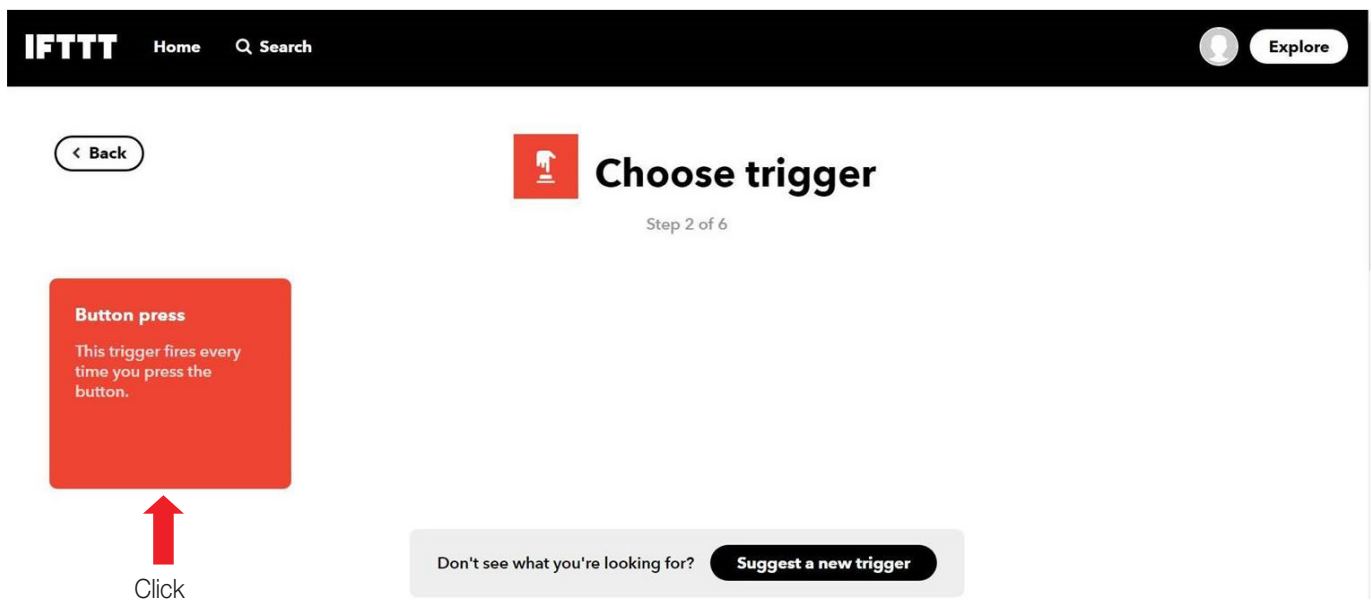 IFTTT Home Search Explore
< Back
Choose trigger
Step 2 of 6
Button press
This trigger fires every
time you press the
button.
Click
Don't see what you're looking for? Suggest a new trigger